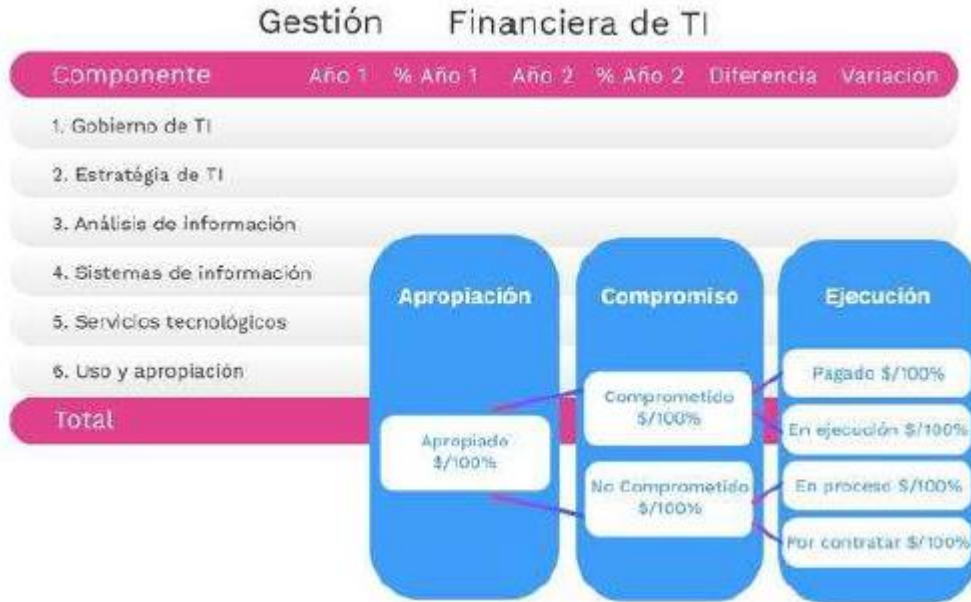 Gestión Financiera de TI
Componente Año 1 % Año 1 Año 2 % Año 2 Diferencia Variación
1. Gobierno de TI
2. Estratégia de TI
3. Análisis de información
4. Sistemas de información
5. Servicios tecnológicos
6. Uso y apropiación
Total
Apropiación
Apropiado
$/100%
Compromiso
Comprometido
$/100%
No Comprometido
$/100%
Ejecución
Pagado $/100%
En ejecución $/100%
En proceso $/100%
Por contratar $/100%